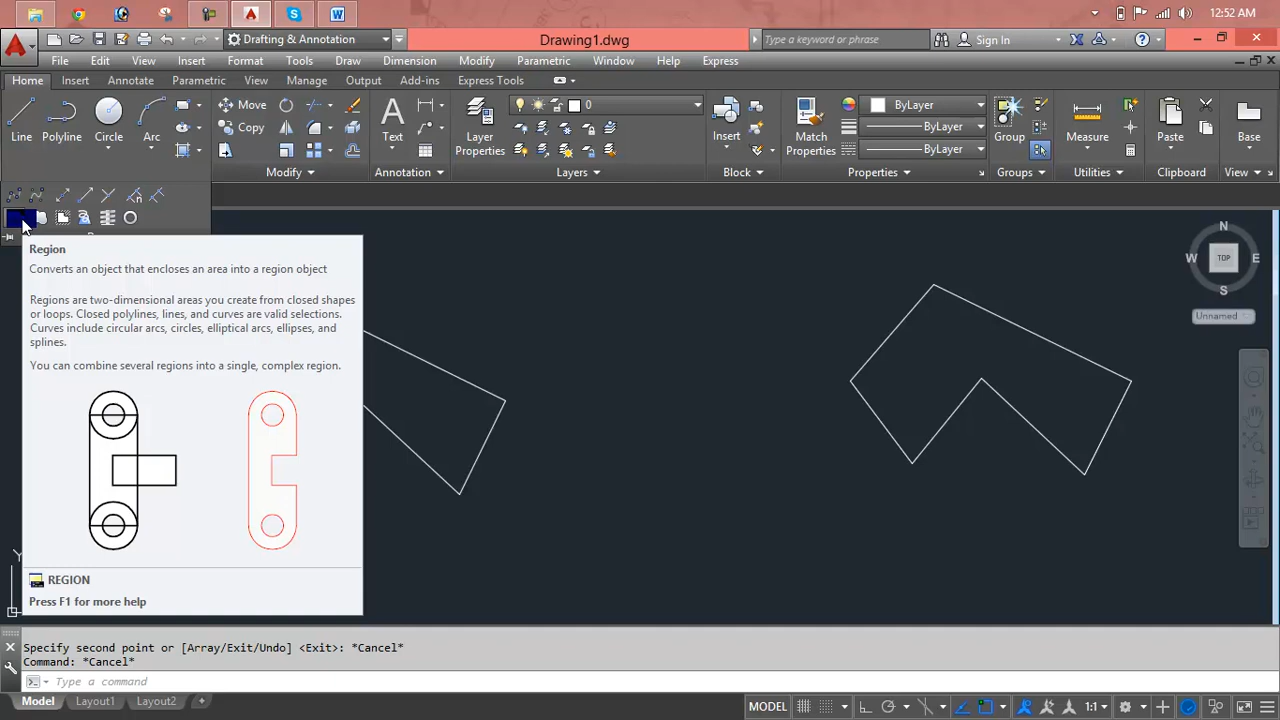 12:52 AM
Drafting & Annotation
Drawing1.dwg
Type a keyword or phrase
Sign In
File Edit View Insert Format Tools Draw Dimension Modify Parametric Window Help Express
Home Insert Annotate Parametric View Manage Output Add-ins Express Tools
Line Polyline Circle Arc
Move
Copy
Text
Layer Properties
0
Insert
Match Properties
ByLayer
ByLayer
ByLayer
Group
Measure
Paste
Base
Modify Annotation Layers Block Properties Groups Utilities Clipboard View
Region
Converts an object that encloses an area into a region object
Regions are two-dimensional areas you create from closed shapes
or loops. Closed polylines, lines, and curves are valid selections.
Curves include circular arcs, circles, elliptical arcs, ellipses, and
splines.
You can combine several regions into a single, complex region.
REGION
Press F1 for more help
N
W TOP E
S
Unnamed
Y
Specify second point or [Array/Exit/Undo] <Exit>: *Cancel*
Command: *Cancel*
Type a command
Model Layout1 Layout2 +
MODEL
1:1